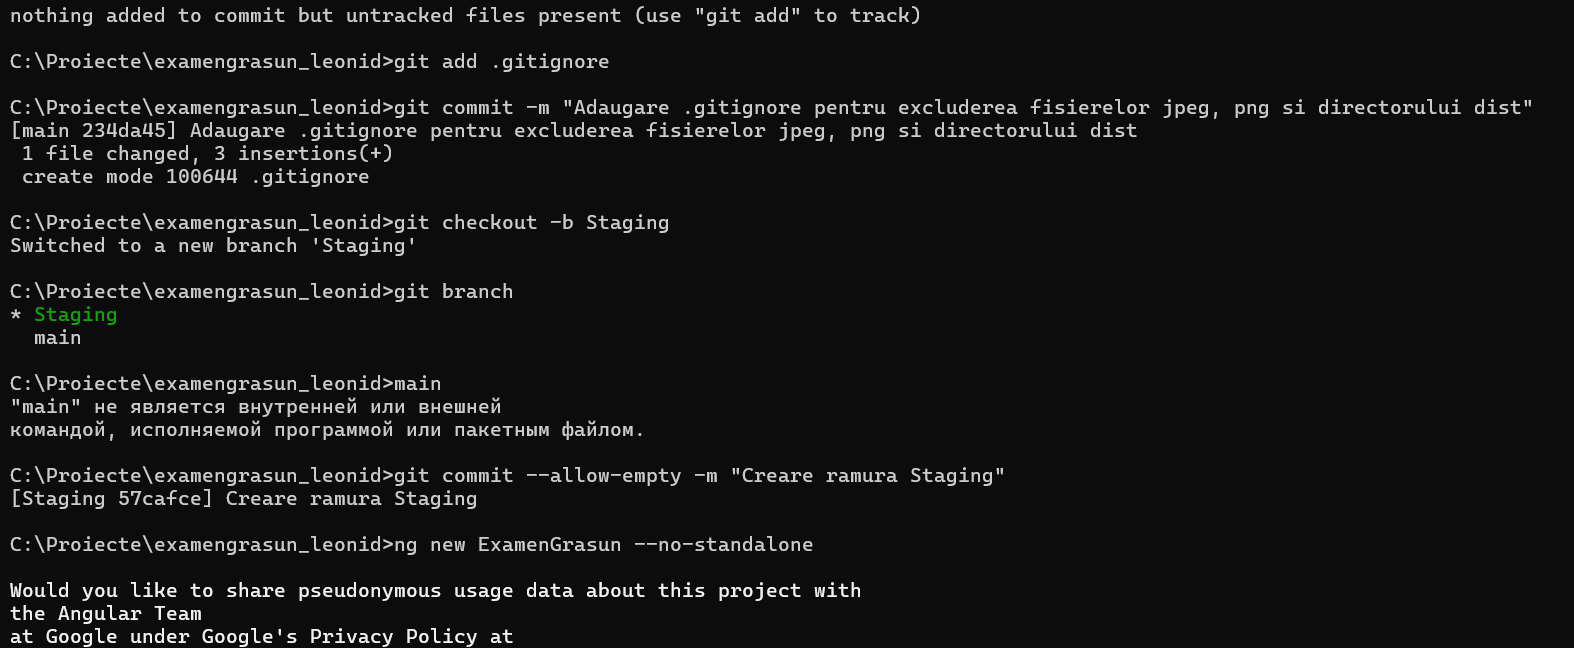 nothing added to commit but untracked files present (use "git add" to track)
C:\Proiecte\examengrasun_leonid>git add .gitignore
C:\Proiecte\examengrasun_leonid>git commit -m "Adaugare .gitignore pentru excluderea fisierelor jpeg, png si directorului dist"
[main 234da45] Adaugare .gitignore pentru excluderea fisierelor jpeg, png si directorului dist
 1 file changed, 3 insertions(+)
 create mode 100644 .gitignore
C:\Proiecte\examengrasun_leonid>git checkout -b Staging
Switched to a new branch 'Staging'
C:\Proiecte\examengrasun_leonid>git branch
* Staging
  main
C:\Proiecte\examengrasun_leonid>main
"main" не является внутренней или внешней
командой, исполняемой программой или пакетным файлом.
C:\Proiecte\examengrasun_leonid>git commit --allow-empty -m "Creare ramura Staging"
[Staging 57cafce] Creare ramura Staging
C:\Proiecte\examengrasun_leonid>ng new ExamenGrasun --no-standalone
Would you like to share pseudonymous usage data about this project with
the Angular Team
at Google under Google's Privacy Policy at